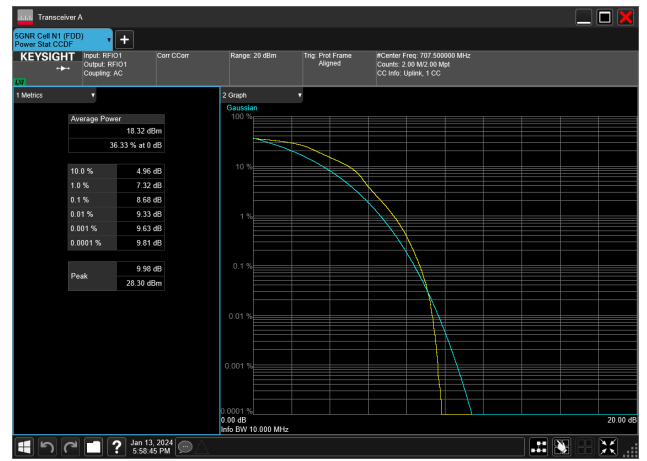 Transceiver A
5GNR Cell N1 (FDD)
Power Stat CCDF
KEYSIGHT
Input: RFIO1
Output: RFIO1
Coupling: AC
Corr CCorr
Range: 20 dBm
Trig: Prot Frame
Aligned
#Center Freq: 707.500000 MHz
Counts: 2.00 M/2.00 Mpt
CC Info: Uplink, 1 CC
LXI
1 Metrics
Average Power
18.32 dBm
36.33 % at 0 dB
10.0 % 4.96 dB
1.0 % 7.32 dB
0.1 % 8.68 dB
0.01 % 9.33 dB
0.001 % 9.63 dB
0.0001 % 9.81 dB
Peak
9.98 dB
28.30 dBm
2 Graph
Gaussian
100 %
10 %
1 %
0.1 %
0.01 %
0.001 %
0.0001 %
0.00 dB 20.00 dB
Info BW 10.000 MHz
?
Jan 13, 2024
5:58:45 PM